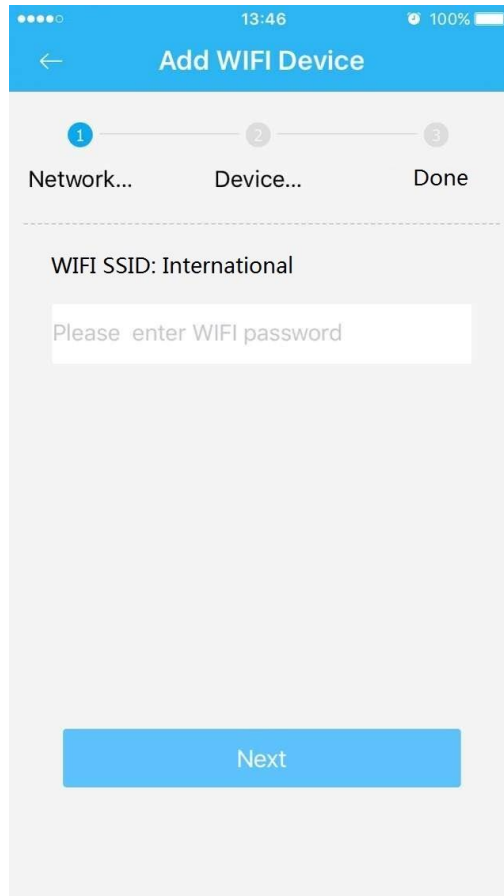 13:46
100%
Add WIFI Device
1
2
3
Network...
Device...
Done
WIFI SSID: International
Please enter WIFI password
Next